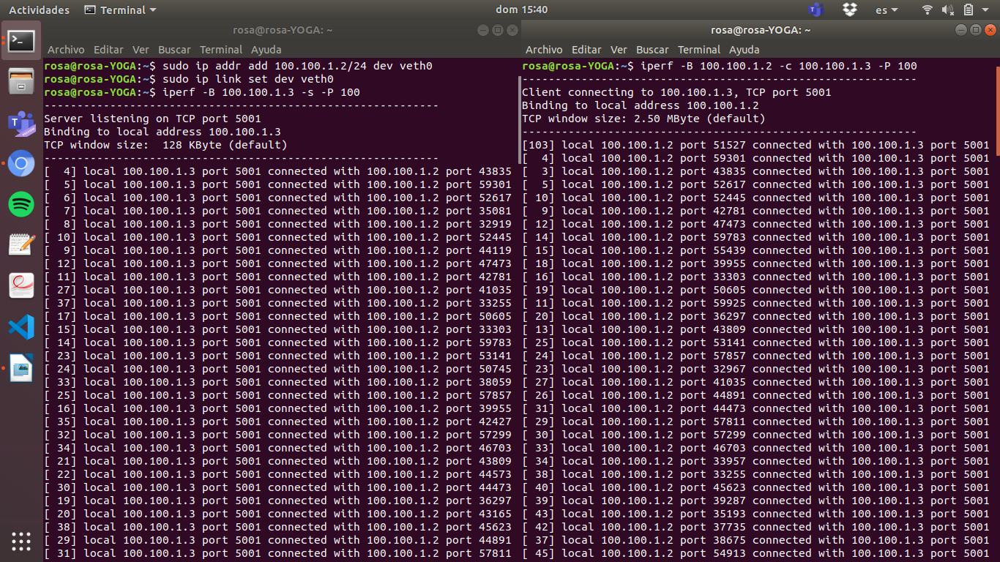 Actividades
Terminal
dom 15:40
es
rosa@rosa-YOGA: ~
Archivo Editar Ver Buscar Terminal Ayuda
rosa@rosa-YOGA:~$ sudo ip addr add 100.100.1.2/24 dev veth0
rosa@rosa-YOGA:~$ sudo ip link set dev veth0
rosa@rosa-YOGA:~$ iperf -B 100.100.1.3 -s -P 100
------------------------------------------------------------
Server listening on TCP port 5001
Binding to local address 100.100.1.3
TCP window size:  128 KByte (default)
------------------------------------------------------------
[  4] local 100.100.1.3 port 5001 connected with 100.100.1.2 port 43835
[  5] local 100.100.1.3 port 5001 connected with 100.100.1.2 port 59301
[  6] local 100.100.1.3 port 5001 connected with 100.100.1.2 port 52617
[  7] local 100.100.1.3 port 5001 connected with 100.100.1.2 port 35081
[  8] local 100.100.1.3 port 5001 connected with 100.100.1.2 port 32919
[ 10] local 100.100.1.3 port 5001 connected with 100.100.1.2 port 52445
[  9] local 100.100.1.3 port 5001 connected with 100.100.1.2 port 44119
[ 12] local 100.100.1.3 port 5001 connected with 100.100.1.2 port 47473
[ 11] local 100.100.1.3 port 5001 connected with 100.100.1.2 port 42781
[ 27] local 100.100.1.3 port 5001 connected with 100.100.1.2 port 41035
[ 37] local 100.100.1.3 port 5001 connected with 100.100.1.2 port 33255
[ 17] local 100.100.1.3 port 5001 connected with 100.100.1.2 port 50605
[ 15] local 100.100.1.3 port 5001 connected with 100.100.1.2 port 33303
[ 14] local 100.100.1.3 port 5001 connected with 100.100.1.2 port 59783
[ 23] local 100.100.1.3 port 5001 connected with 100.100.1.2 port 53141
[ 24] local 100.100.1.3 port 5001 connected with 100.100.1.2 port 50745
[ 33] local 100.100.1.3 port 5001 connected with 100.100.1.2 port 38059
[ 25] local 100.100.1.3 port 5001 connected with 100.100.1.2 port 57857
[ 16] local 100.100.1.3 port 5001 connected with 100.100.1.2 port 39955
[ 35] local 100.100.1.3 port 5001 connected with 100.100.1.2 port 42427
[ 32] local 100.100.1.3 port 5001 connected with 100.100.1.2 port 57299
[ 34] local 100.100.1.3 port 5001 connected with 100.100.1.2 port 46703
[ 21] local 100.100.1.3 port 5001 connected with 100.100.1.2 port 43809
[ 22] local 100.100.1.3 port 5001 connected with 100.100.1.2 port 44573
[ 30] local 100.100.1.3 port 5001 connected with 100.100.1.2 port 44473
[ 19] local 100.100.1.3 port 5001 connected with 100.100.1.2 port 36297
[ 20] local 100.100.1.3 port 5001 connected with 100.100.1.2 port 43165
[ 38] local 100.100.1.3 port 5001 connected with 100.100.1.2 port 45623
[ 29] local 100.100.1.3 port 5001 connected with 100.100.1.2 port 44891
[ 31] local 100.100.1.3 port 5001 connected with 100.100.1.2 port 57811
rosa@rosa-YOGA: ~
Archivo Editar Ver Buscar Terminal Ayuda
rosa@rosa-YOGA:~$ iperf -B 100.100.1.2 -c 100.100.1.3 -P 100
------------------------------------------------------------
Client connecting to 100.100.1.3, TCP port 5001
Binding to local address 100.100.1.2
TCP window size: 2.50 MByte (default)
------------------------------------------------------------
[103] local 100.100.1.2 port 51527 connected with 100.100.1.3 port 5001
[  4] local 100.100.1.2 port 59301 connected with 100.100.1.3 port 5001
[  3] local 100.100.1.2 port 43835 connected with 100.100.1.3 port 5001
[  5] local 100.100.1.2 port 52617 connected with 100.100.1.3 port 5001
[ 10] local 100.100.1.2 port 52445 connected with 100.100.1.3 port 5001
[  9] local 100.100.1.2 port 42781 connected with 100.100.1.3 port 5001
[ 12] local 100.100.1.2 port 47473 connected with 100.100.1.3 port 5001
[ 14] local 100.100.1.2 port 59783 connected with 100.100.1.3 port 5001
[ 15] local 100.100.1.2 port 55439 connected with 100.100.1.3 port 5001
[ 18] local 100.100.1.2 port 39955 connected with 100.100.1.3 port 5001
[ 16] local 100.100.1.2 port 33303 connected with 100.100.1.3 port 5001
[ 19] local 100.100.1.2 port 50605 connected with 100.100.1.3 port 5001
[ 11] local 100.100.1.2 port 59925 connected with 100.100.1.3 port 5001
[ 20] local 100.100.1.2 port 36297 connected with 100.100.1.3 port 5001
[ 13] local 100.100.1.2 port 43809 connected with 100.100.1.3 port 5001
[ 25] local 100.100.1.2 port 53141 connected with 100.100.1.3 port 5001
[ 24] local 100.100.1.2 port 57857 connected with 100.100.1.3 port 5001
[ 23] local 100.100.1.2 port 32967 connected with 100.100.1.3 port 5001
[ 27] local 100.100.1.2 port 41035 connected with 100.100.1.3 port 5001
[ 26] local 100.100.1.2 port 44891 connected with 100.100.1.3 port 5001
[ 31] local 100.100.1.2 port 44473 connected with 100.100.1.3 port 5001
[ 29] local 100.100.1.2 port 57811 connected with 100.100.1.3 port 5001
[ 30] local 100.100.1.2 port 57299 connected with 100.100.1.3 port 5001
[ 33] local 100.100.1.2 port 46703 connected with 100.100.1.3 port 5001
[ 34] local 100.100.1.2 port 33957 connected with 100.100.1.3 port 5001
[ 38] local 100.100.1.2 port 33255 connected with 100.100.1.3 port 5001
[ 40] local 100.100.1.2 port 45623 connected with 100.100.1.3 port 5001
[ 39] local 100.100.1.2 port 39287 connected with 100.100.1.3 port 5001
[ 43] local 100.100.1.2 port 35193 connected with 100.100.1.3 port 5001
[ 42] local 100.100.1.2 port 37735 connected with 100.100.1.3 port 5001
[ 37] local 100.100.1.2 port 38675 connected with 100.100.1.3 port 5001
[ 45] local 100.100.1.2 port 54913 connected with 100.100.1.3 port 5001